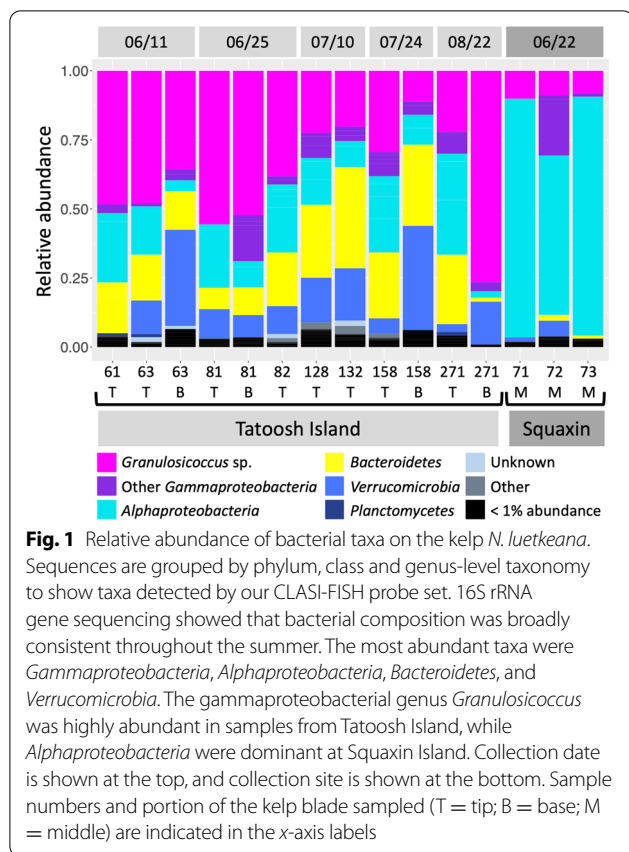 06/11 06/25 07/10 07/24 08/22 06/22
1.00
0.75
0.50
0.25
0.00
Relative abundance
61 63 63 81 81 82 128 132 158 158 271 271 71 72 73
T T B T B T T T T B T B M M M
Tatoosh Island Squaxin
Granulosicoccus sp. Bacteroidetes Unknown
Other Gammaproteobacteria Verrucomicrobia Other
Alphaproteobacteria Planctomycetes < 1% abundance
Fig. 1 Relative abundance of bacterial taxa on the kelp N. luetkeana.
Sequences are grouped by phylum, class and genus-level taxonomy
to show taxa detected by our CLASI-FISH probe set. 16S rRNA
gene sequencing showed that bacterial composition was broadly
consistent throughout the summer. The most abundant taxa were
Gammaproteobacteria, Alphaproteobacteria, Bacteroidetes, and
Verrucomicrobia. The gammaproteobacterial genus Granulosicoccus
was highly abundant in samples from Tatoosh Island, while
Alphaproteobacteria were dominant at Squaxin Island. Collection date
is shown at the top, and collection site is shown at the bottom. Sample
numbers and portion of the kelp blade sampled (T = tip; B = base; M
= middle) are indicated in the x-axis labels